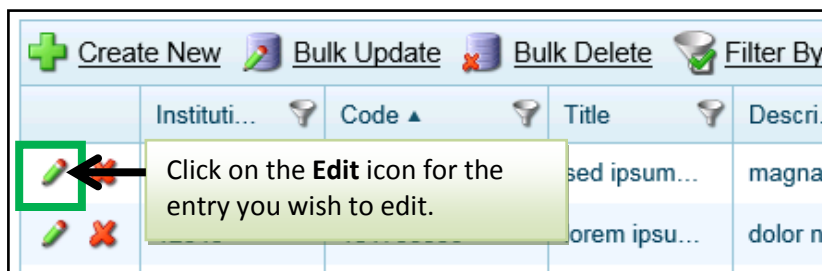 Create New Bulk Update Bulk Delete Filter By
Instituti... Code ▲ Title Descri.
Click on the Edit icon for the
entry you wish to edit.
sed ipsum... magna
orem ipsu... dolor n